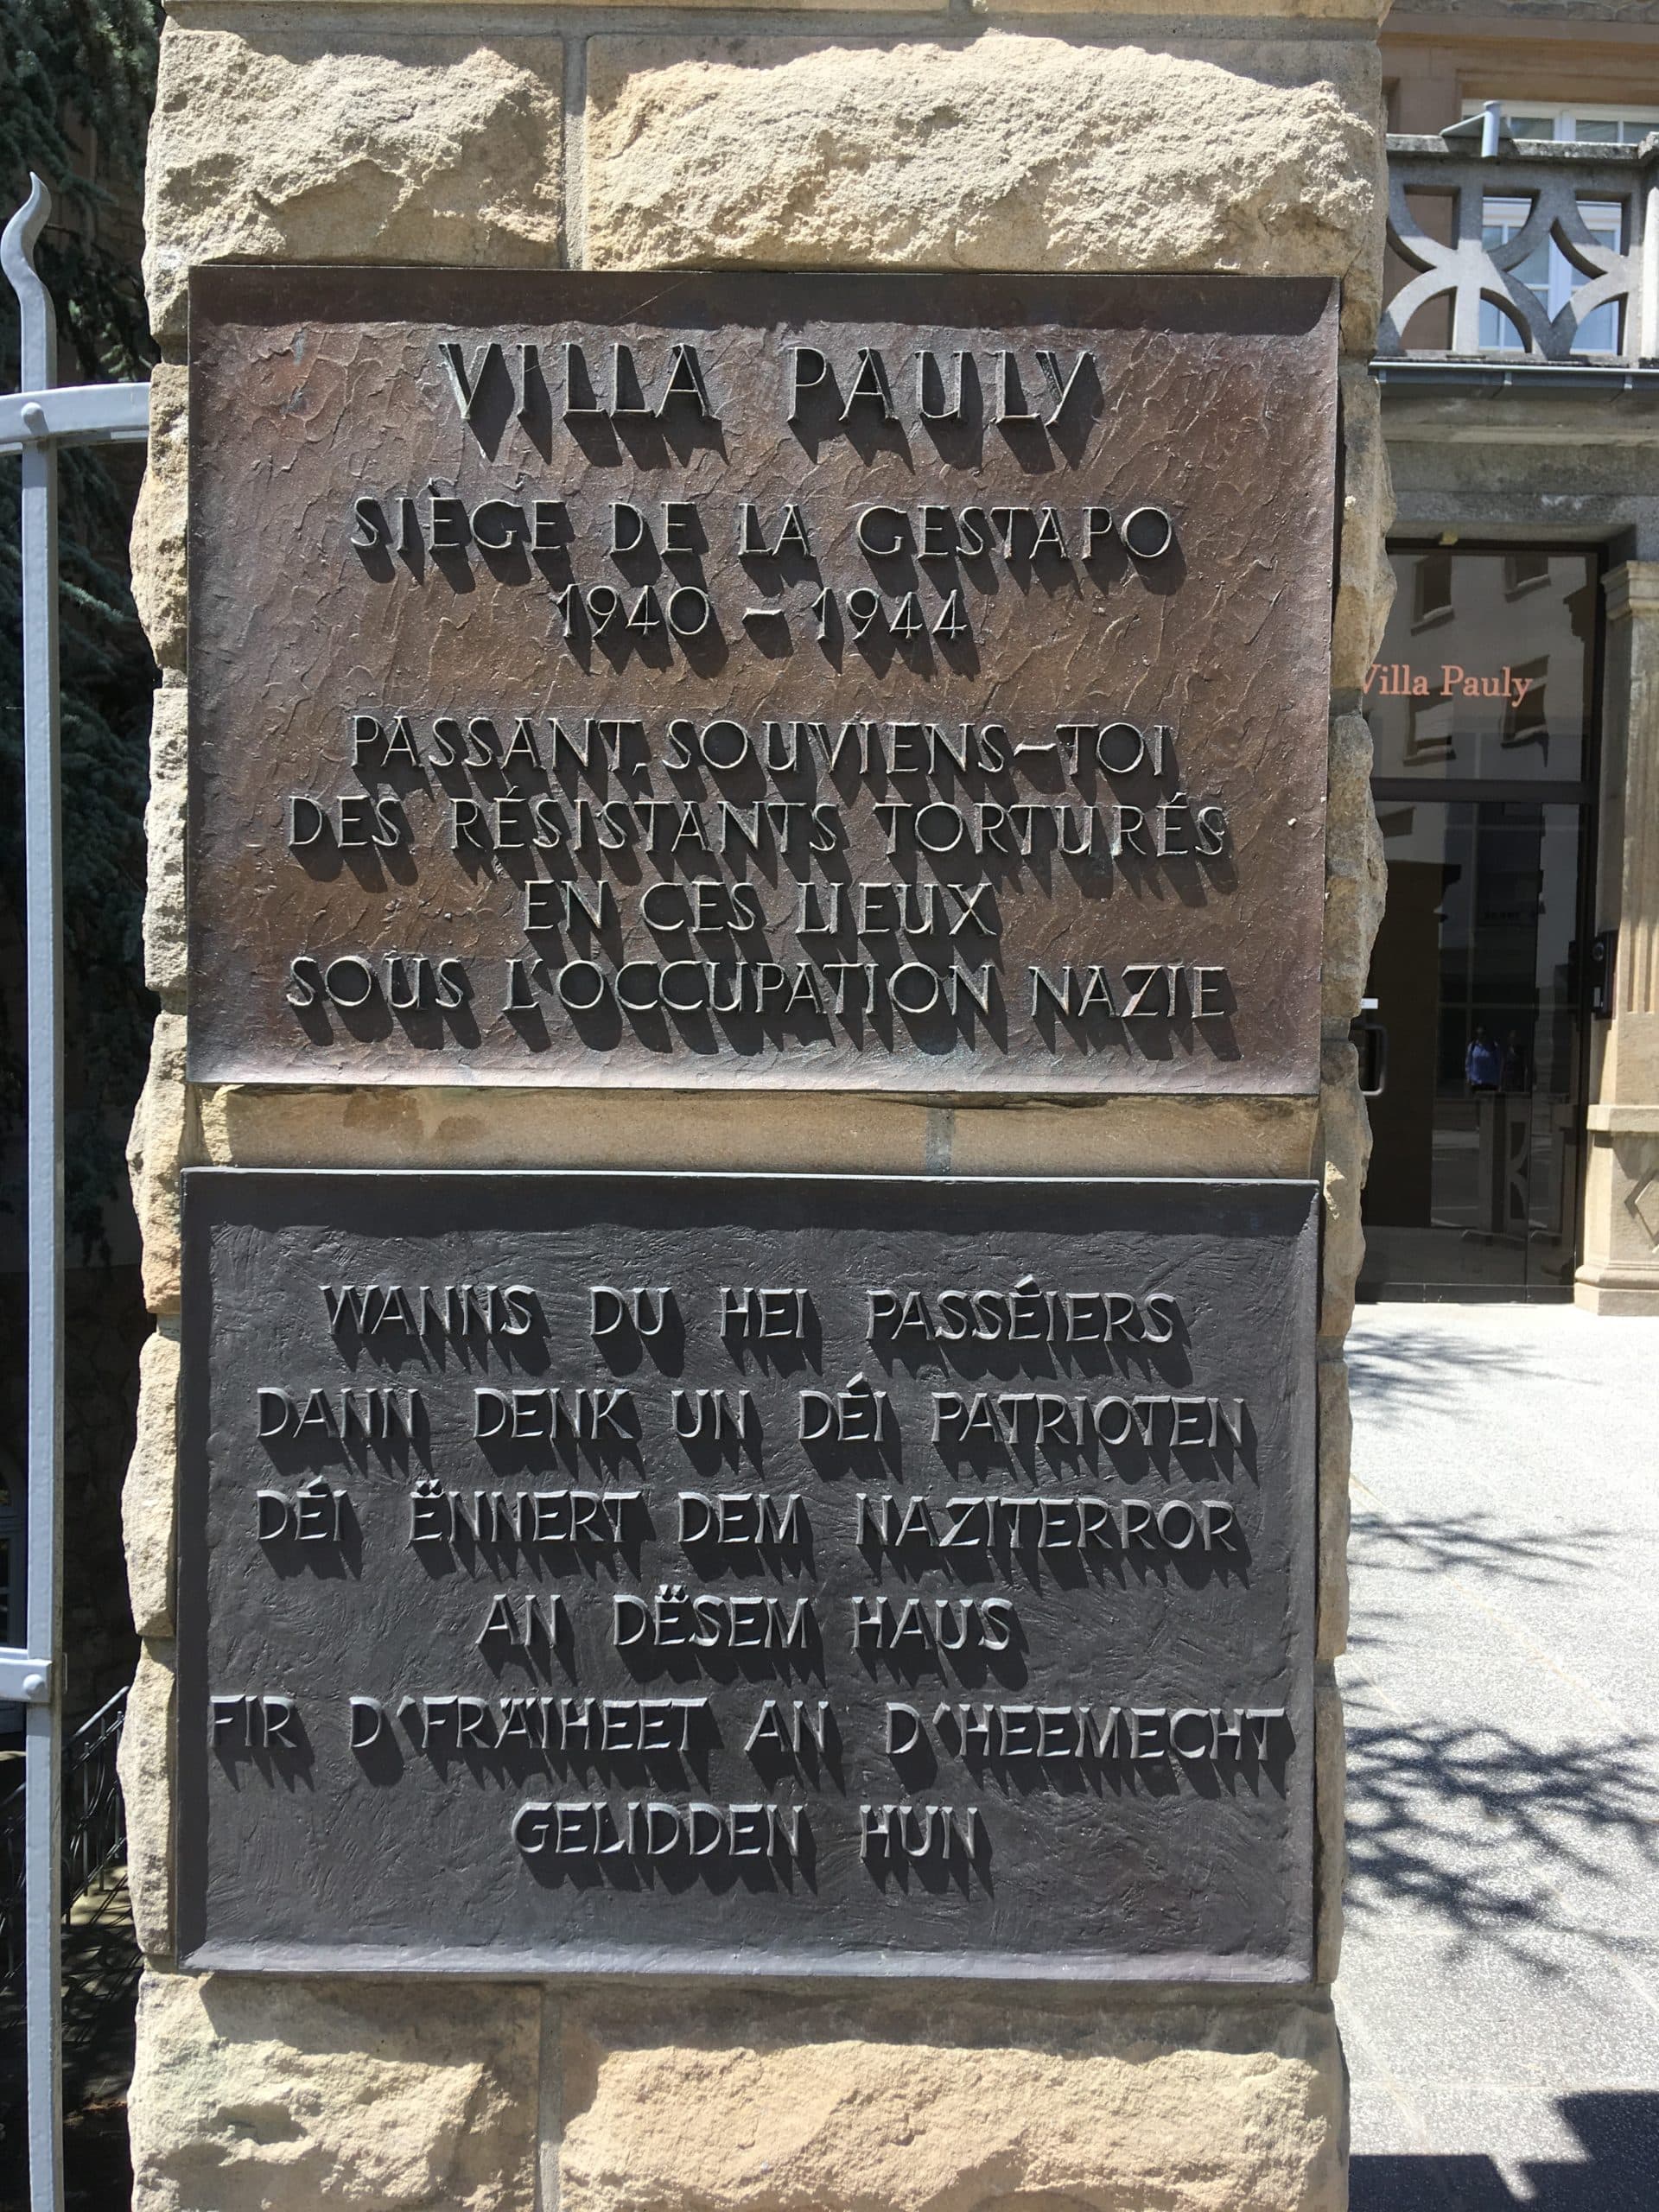 VILLA PAULY
SIÈGE DE LA GESTAPO
1940 - 1944
PASSANT, SOUVIENS-TOI
DES RÉSISTANTS TORTURÉS
EN CES LIEUX
SOUS L'OCCUPATION NAZIE
WANNS DU HEI PASSÉIERS
DANN DENK UN DÉI PATRIOTEN
DÉI ËNNERT DEM NAZITERROR
AN DËSEM HAUS
FIR D'FRÄIHEET AN D'HEEMECHT
GELIDDEN HUN
Villa Pauly